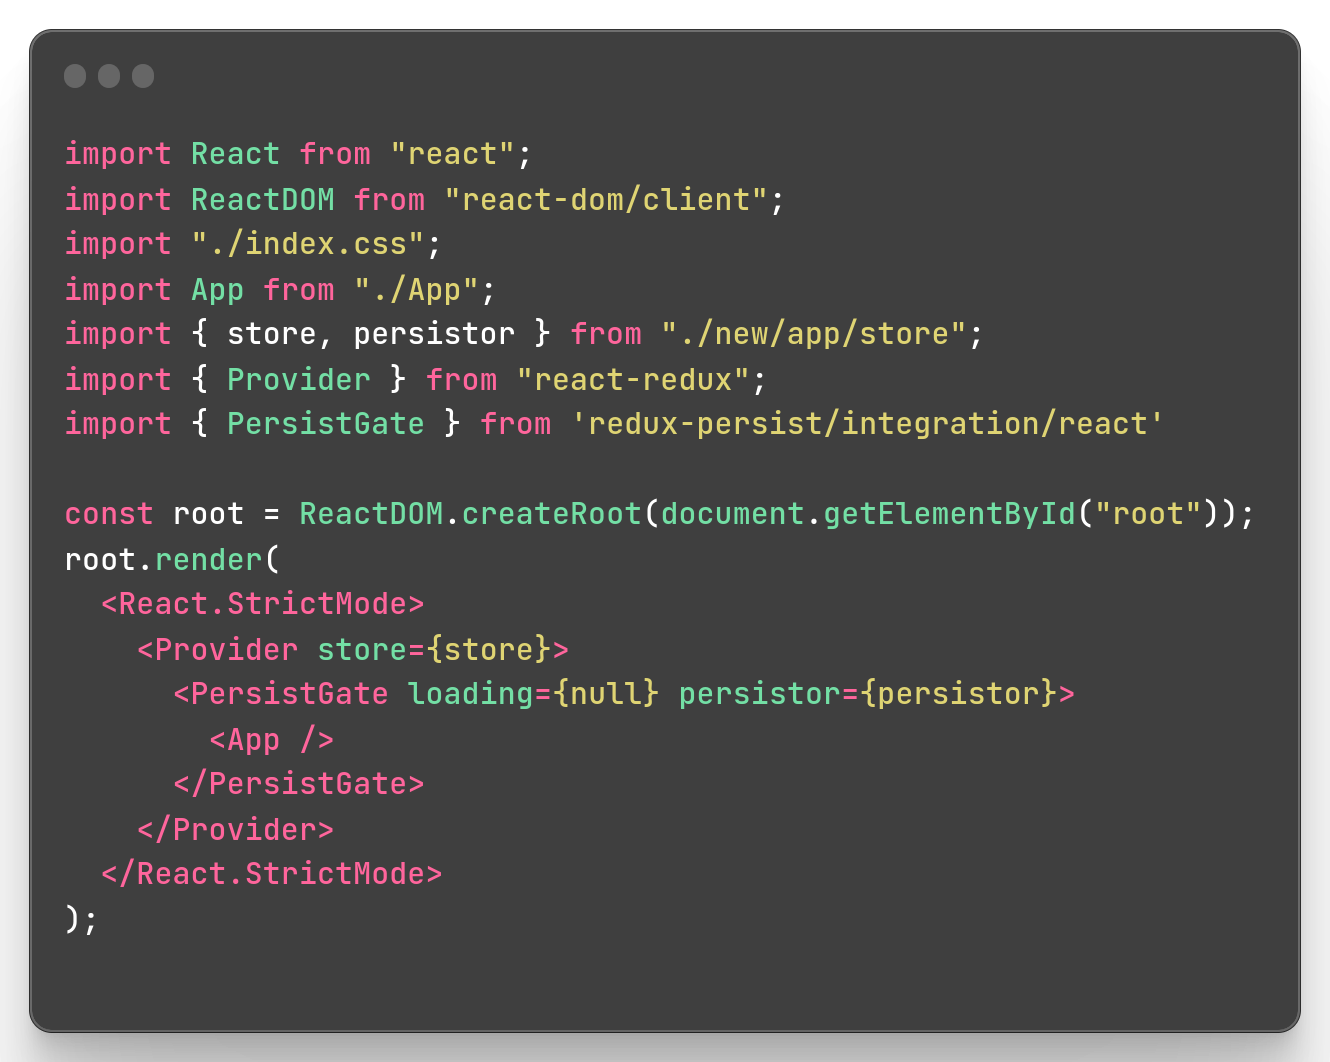 import React from "react";
import ReactDOM from "react-dom/client";
import "./index.css";
import App from "./App";
import { store, persistor } from "./new/app/store";
import { Provider } from "react-redux";
import { PersistGate } from 'redux-persist/integration/react'

const root = ReactDOM.createRoot(document.getElementById("root"));
root.render(
  <React.StrictMode>
    <Provider store={store}>
      <PersistGate loading={null} persistor={persistor}>
        <App />
      </PersistGate>
    </Provider>
  </React.StrictMode>
);